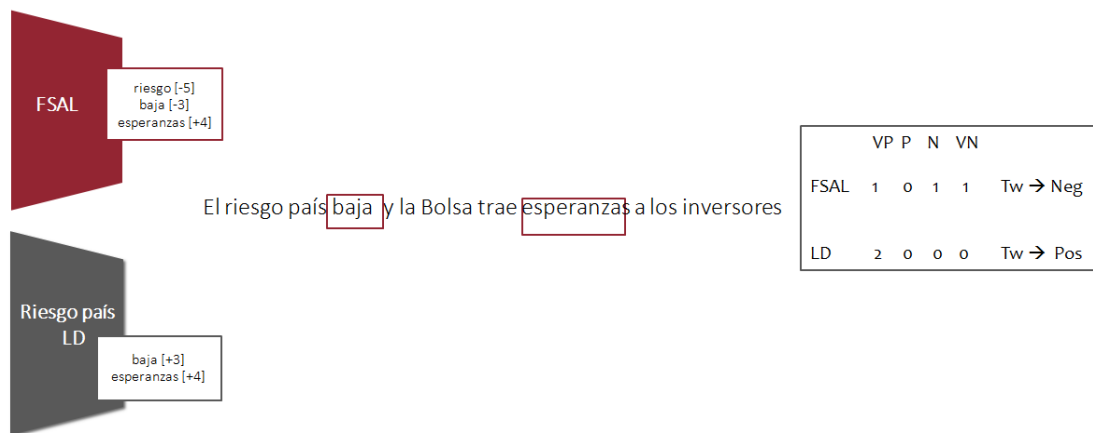 FSAL
riesgo [-5]
baja [-3]
esperanzas [+4]
El riesgo país baja y la Bolsa trae esperanzas a los inversores
VP P N VN
FSAL 1 0 1 1 Tw → Neg
LD 2 0 0 0 Tw → Pos
Riesgo país
LD
baja [+3]
esperanzas [+4]